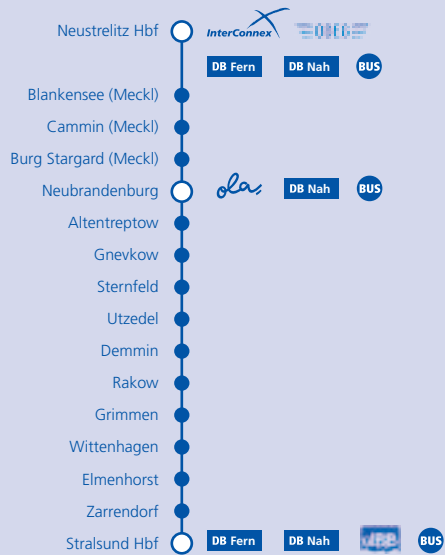 Neustrelitz Hbf InterConnex OBEG
DB Fern DB Nah BUS
Blankensee (Meckl)
Cammin (Meckl)
Burg Stargard (Meckl)
Neubrandenburg ola DB Nah BUS
Altentreptow
Gnevkow
Sternfeld
Utzedel
Demmin
Rakow
Grimmen
Wittenhagen
Elmenhorst
Zarrendorf
Stralsund Hbf DB Fern DB Nah BUS